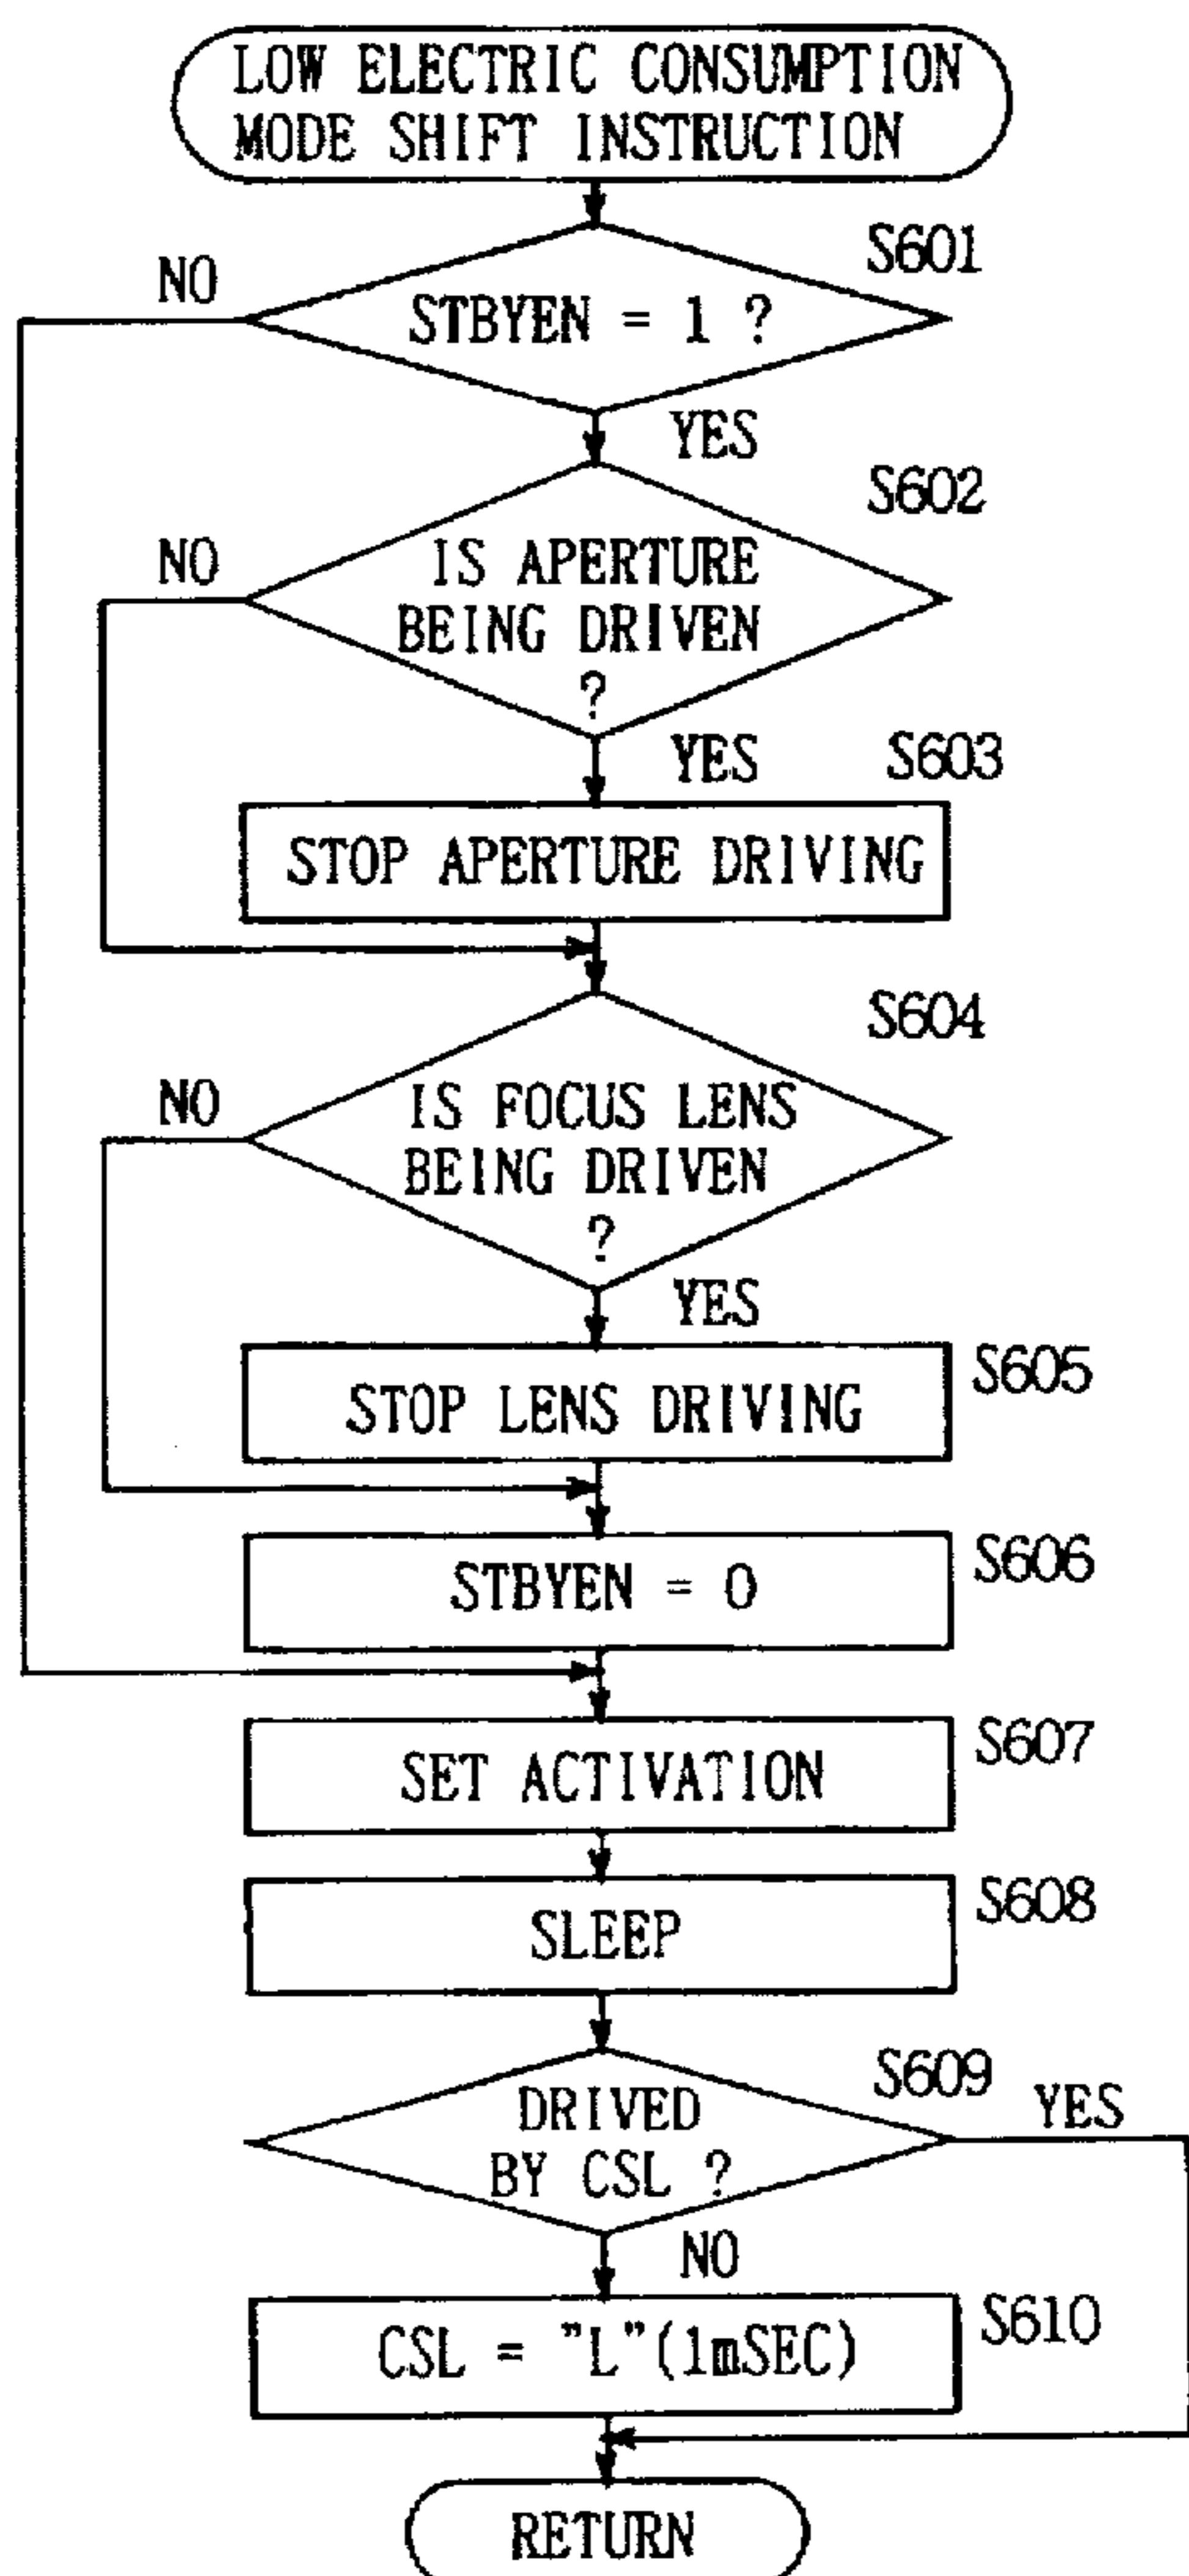 LOW ELECTRIC CONSUMPTION
MODE SHIFT INSTRUCTION
S601
NO
STBYEN = 1 ?
YES
S602
NO
IS APERTURE
BEING DRIVEN
?
YES
S603
STOP APERTURE DRIVING
S604
NO
IS FOCUS LENS
BEING DRIVEN
?
YES
S605
STOP LENS DRIVING
S606
STBYEN = 0
S607
SET ACTIVATION
S608
SLEEP
S609
YES
DRIVED
BY CSL ?
NO
S610
CSL = "L"(1mSEC)
RETURN